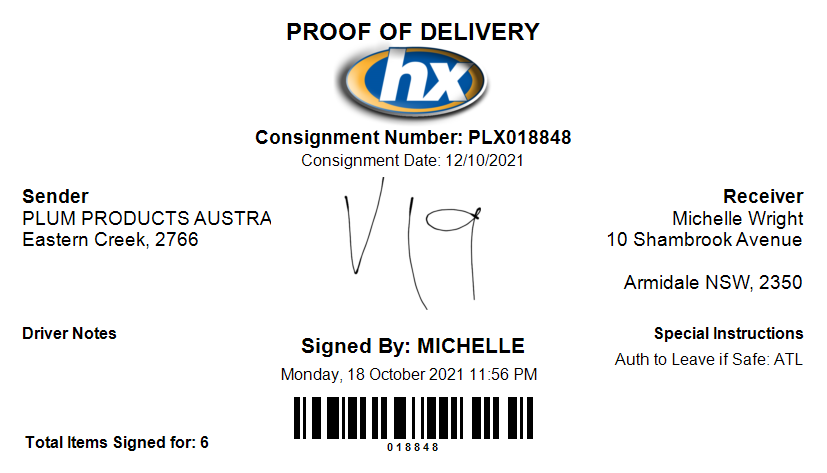 PROOF OF DELIVERY
hx
Consignment Number: PLX018848
Consignment Date: 12/10/2021
Sender
PLUM PRODUCTS AUSTRA
Eastern Creek, 2766
Receiver
Michelle Wright
10 Shambrook Avenue
Armidale NSW, 2350
Driver Notes
Signed By: MICHELLE
Monday, 18 October 2021 11:56 PM
Special Instructions
Auth to Leave if Safe: ATL
Total Items Signed for: 6
018848